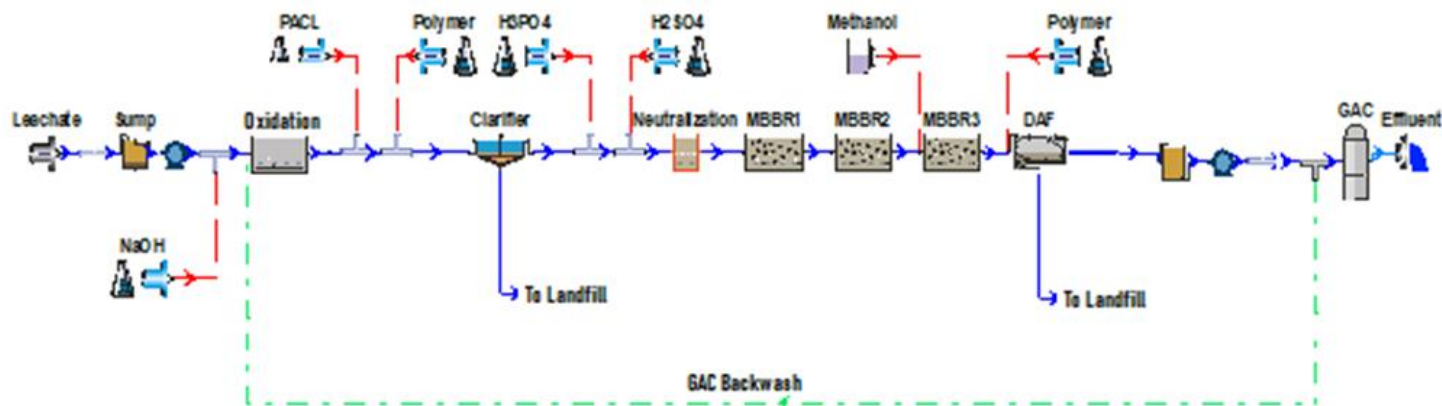 PACL
Polymer
H3PO4
H2SO4
Methanol
Polymer
Leechate
Sump
Oxidation
Clarifier
Neutralization
MBBR1
MBBR2
MBBR3
DAF
GAC
Effluent
NaOH
To Landfill
To Landfill
GAC Backwash